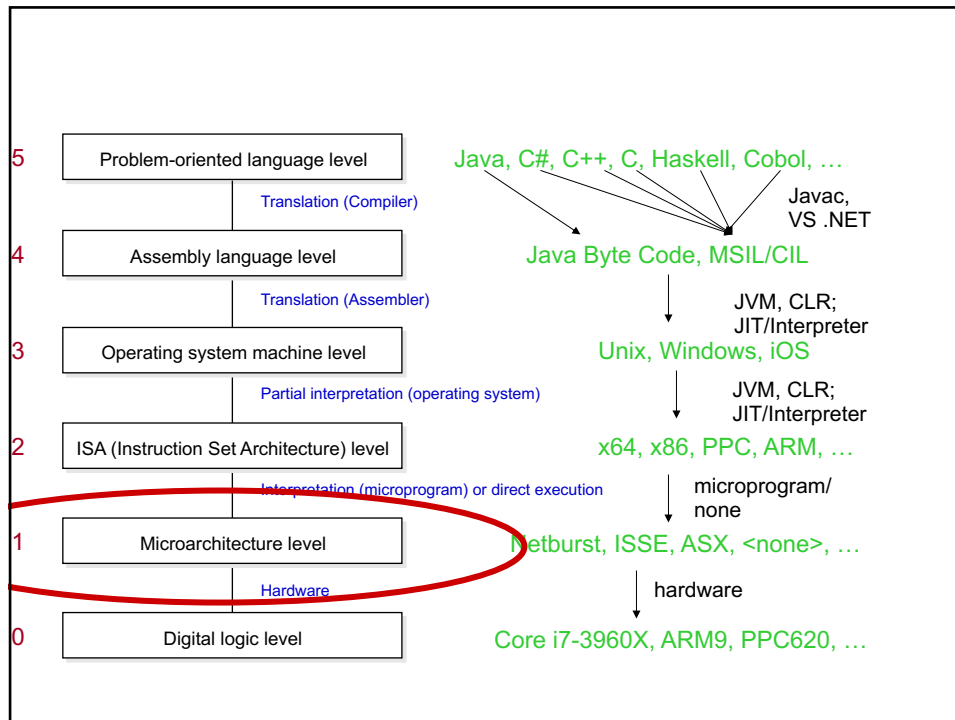 5
Problem-oriented language level
Java, C#, C++, C, Haskell, Cobol, …
Translation (Compiler)
Javac,
VS .NET
4
Assembly language level
Java Byte Code, MSIL/CIL
Translation (Assembler)
JVM, CLR;
JIT/Interpreter
3
Operating system machine level
Unix, Windows, iOS
Partial interpretation (operating system)
JVM, CLR;
JIT/Interpreter
2
ISA (Instruction Set Architecture) level
x64, x86, PPC, ARM, …
Interpretation (microprogram) or direct execution
microprogram/
none
1
Microarchitecture level
Netburst, ISSE, ASX, <none>, …
Hardware
hardware
0
Digital logic level
Core i7-3960X, ARM9, PPC620, …